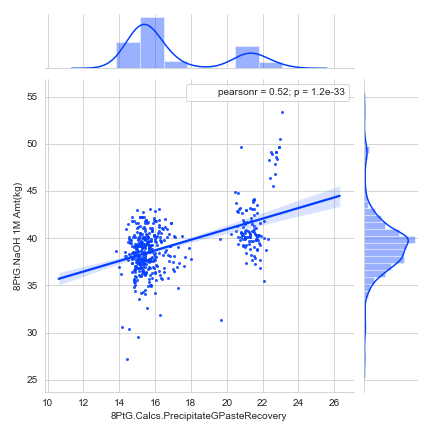 pearsonr = 0.52; p = 1.2e-33
55
50
45
40
35
30
25
8PtG.NaOH 1M Amt(kg)
10 12 14 16 18 20 22 24 26
8PtG.Calcs.PrecipitateGPasteRecovery